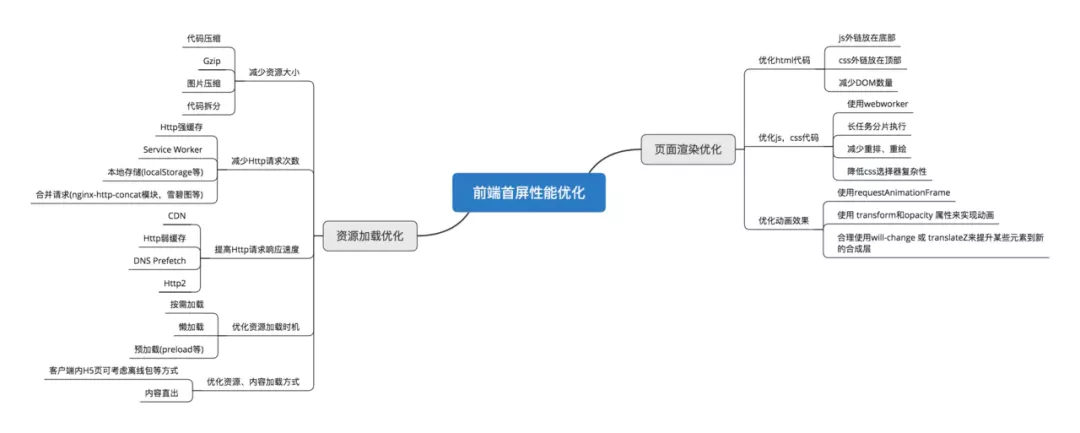 前端首屏性能优化
资源加载优化
减少资源大小
代码压缩
Gzip
图片压缩
代码拆分
减少Http请求次数
Http强缓存
Service Worker
本地存储(localStorage等)
合并请求(nginx-http-concat模块，雪碧图等)
提高Http请求响应速度
CDN
Http弱缓存
DNS Prefetch
Http2
优化资源加载时机
按需加载
懒加载
预加载(preload等)
优化资源、内容加载方式
客户端内H5页可考虑离线包等方式
内容直出
页面渲染优化
优化html代码
js外链放在底部
css外链放在顶部
减少DOM数量
优化js，css代码
使用webworker
长任务分片执行
减少重排、重绘
降低css选择器复杂性
优化动画效果
使用requestAnimationFrame
使用 transform和opacity 属性来实现动画
合理使用will-change 或 translateZ来提升某些元素到新
的合成层